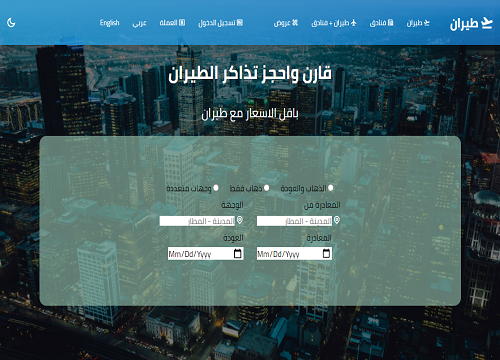 طيران طيران فنادق طيران + فنادق عروض تسجيل الدخول العملة عربي English
قارن واحجز تذاكر الطيران
باقل الاسعار مع طيران
الذهاب والعودة ذهاب فقط وجهات متعددة
المغادرة من الوجهة
المدينة - المطار المدينة - المطار
المغادرة العودة
Mm/Dd/Yyyy Mm/Dd/Yyyy